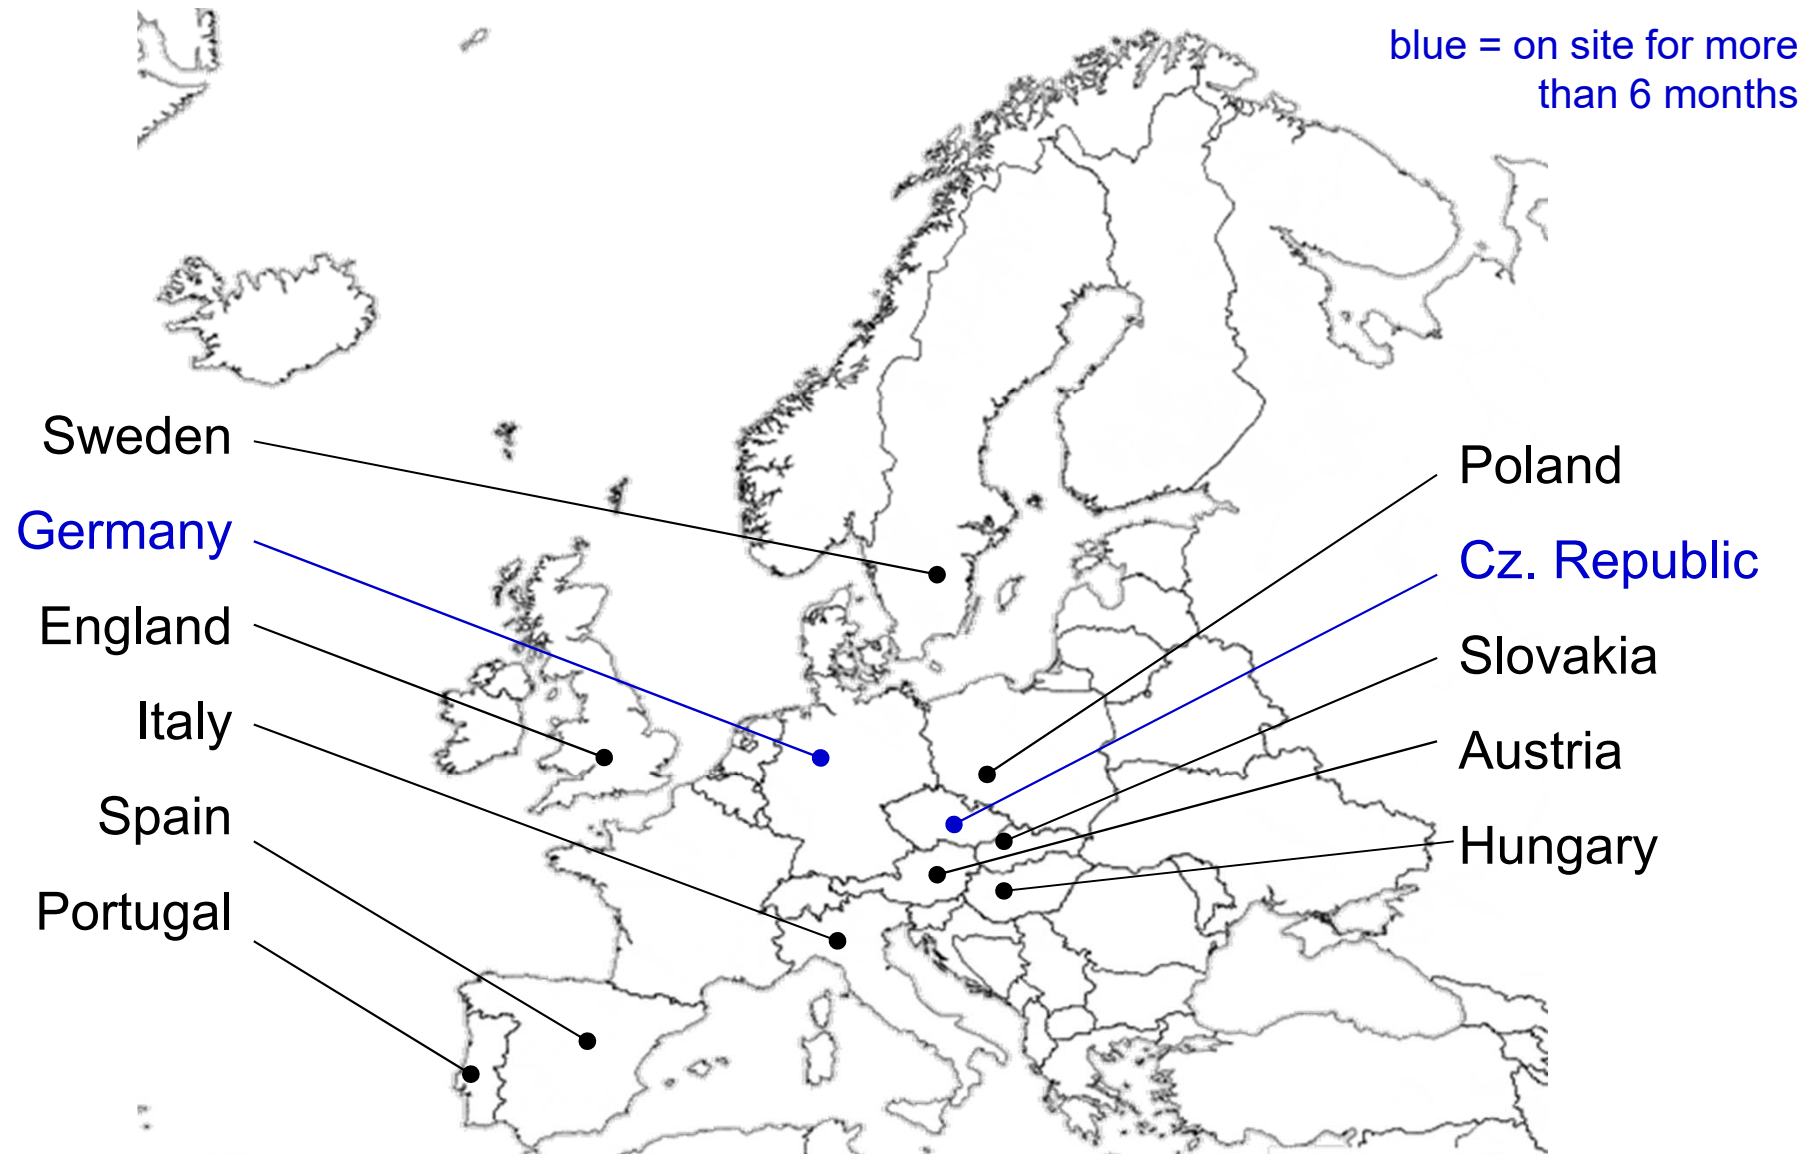 blue = on site for more
than 6 months
Sweden
Germany
England
Italy
Spain
Portugal
Poland
Cz. Republic
Slovakia
Austria
Hungary